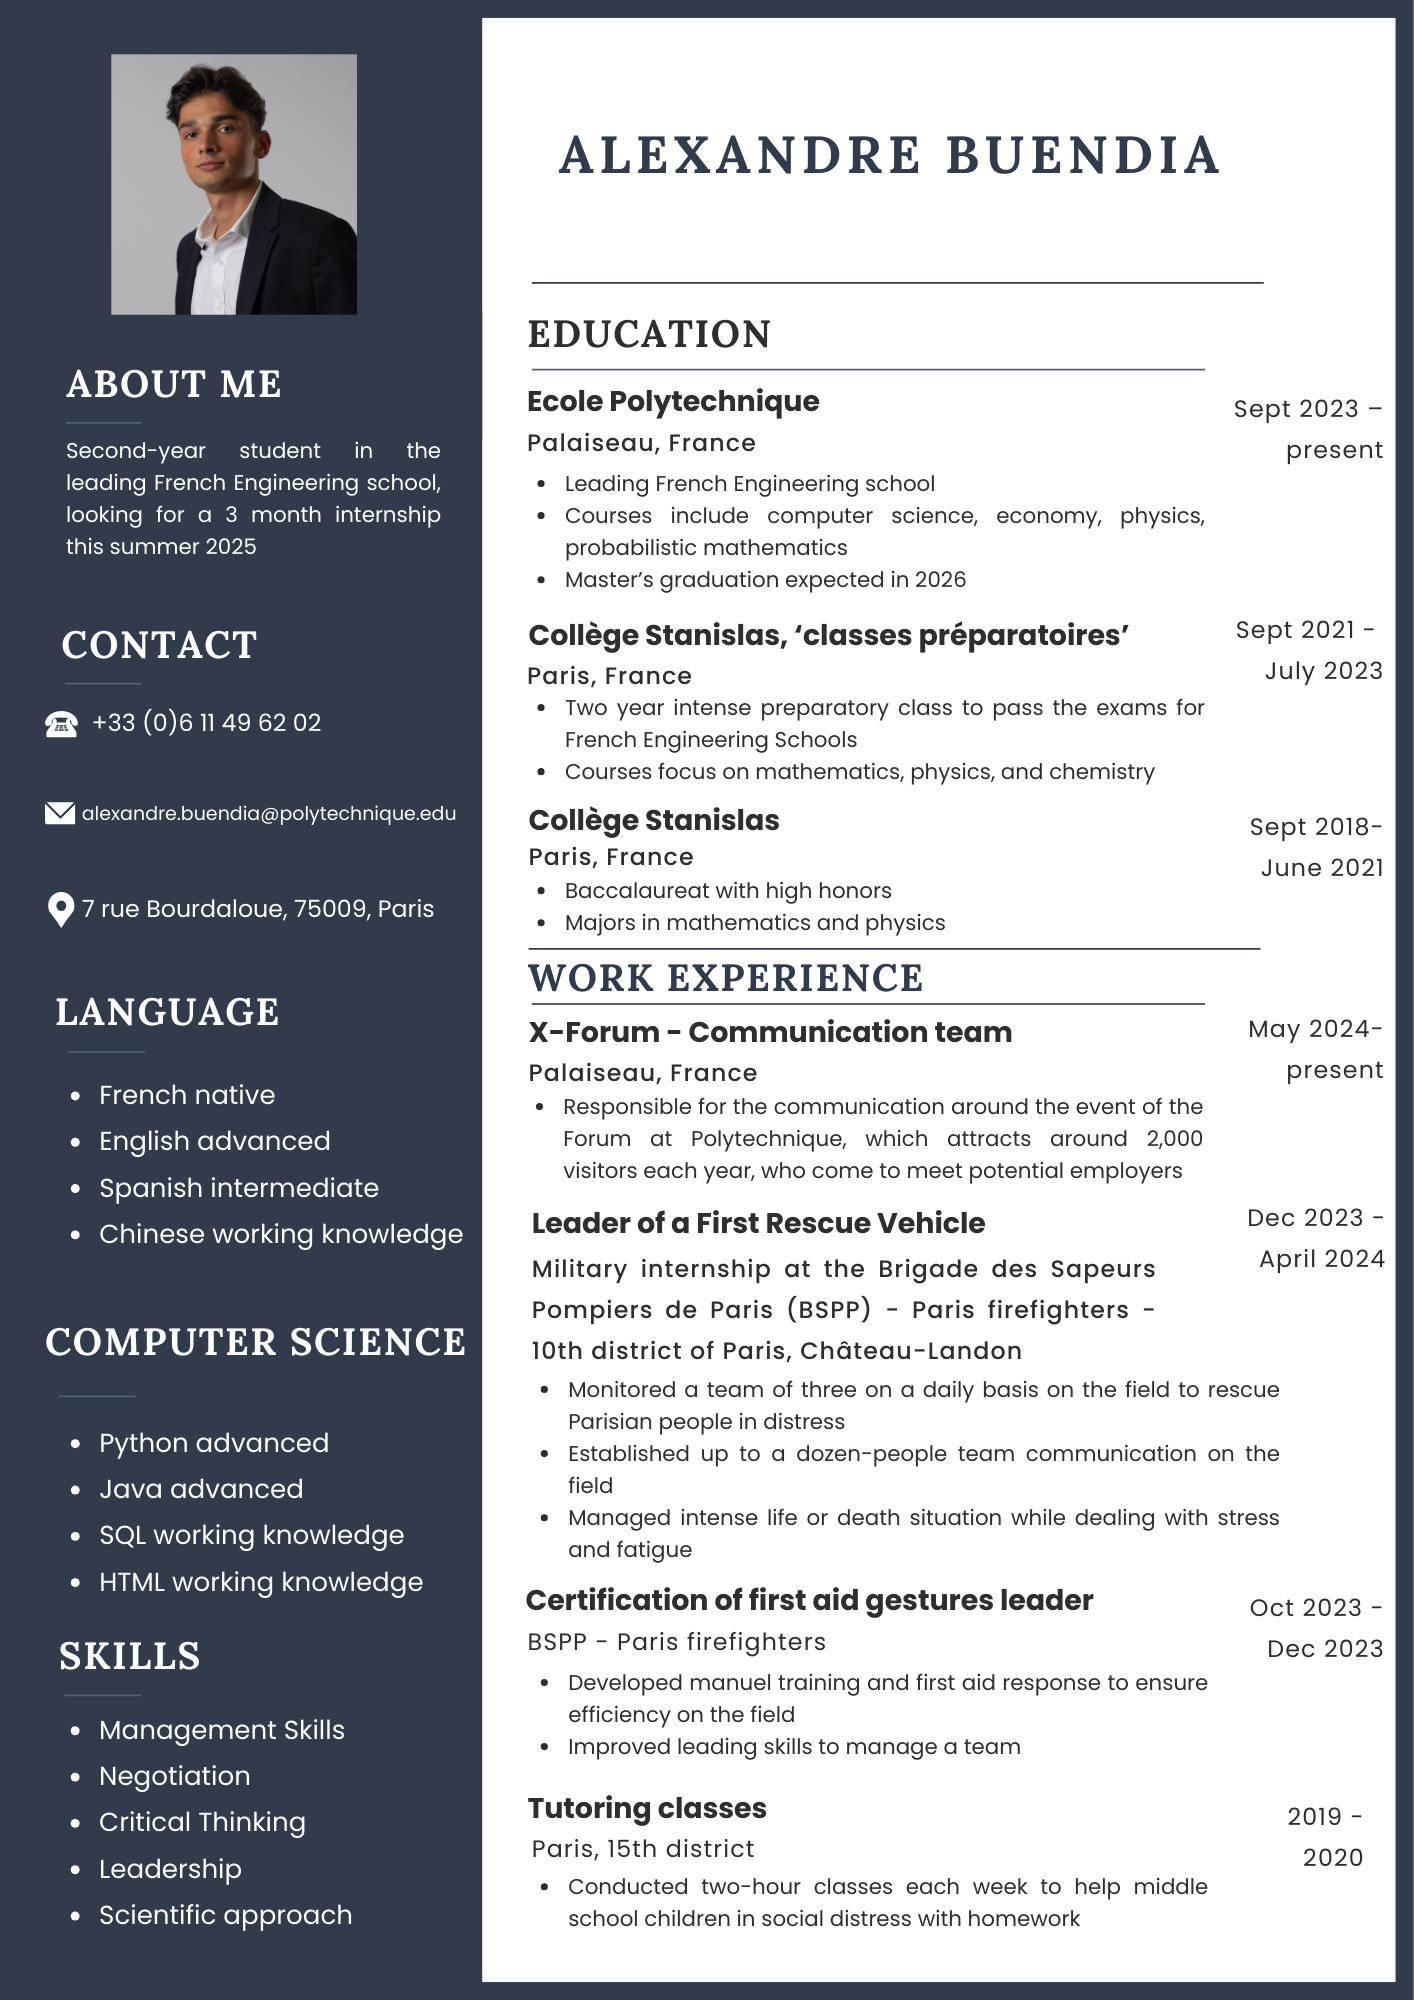 ALEXANDRE BUENDIA
ABOUT ME
Second-year student in the
leading French Engineering school,
looking for a 3 month internship
this summer 2025
CONTACT
+33 (0)6 11 49 62 02
alexandre.buendia@polytechnique.edu
7 rue Bourdaloue, 75009, Paris
LANGUAGE
• French native
• English advanced
• Spanish intermediate
• Chinese working knowledge
COMPUTER SCIENCE
• Python advanced
• Java advanced
• SQL working knowledge
• HTML working knowledge
SKILLS
• Management Skills
• Negotiation
• Critical Thinking
• Leadership
• Scientific approach
EDUCATION
Ecole Polytechnique
Sept 2023 –
present
Palaiseau, France
• Leading French Engineering school
• Courses include computer science, economy, physics,
probabilistic mathematics
• Master’s graduation expected in 2026
Collège Stanislas, ‘classes préparatoires’
Sept 2021 -
July 2023
Paris, France
• Two year intense preparatory class to pass the exams for
French Engineering Schools
• Courses focus on mathematics, physics, and chemistry
Collège Stanislas
Sept 2018-
June 2021
Paris, France
• Baccalaureat with high honors
• Majors in mathematics and physics
WORK EXPERIENCE
X-Forum - Communication team
May 2024-
present
Palaiseau, France
• Responsible for the communication around the event of the
Forum at Polytechnique, which attracts around 2,000
visitors each year, who come to meet potential employers
Leader of a First Rescue Vehicle
Dec 2023 -
April 2024
Military internship at the Brigade des Sapeurs
Pompiers de Paris (BSPP) - Paris firefighters -
10th district of Paris, Château-Landon
• Monitored a team of three on a daily basis on the field to rescue
Parisian people in distress
• Established up to a dozen-people team communication on the
field
• Managed intense life or death situation while dealing with stress
and fatigue
Certification of first aid gestures leader
Oct 2023 -
Dec 2023
BSPP - Paris firefighters
• Developed manuel training and first aid response to ensure
efficiency on the field
• Improved leading skills to manage a team
Tutoring classes
2019 -
2020
Paris, 15th district
• Conducted two-hour classes each week to help middle
school children in social distress with homework